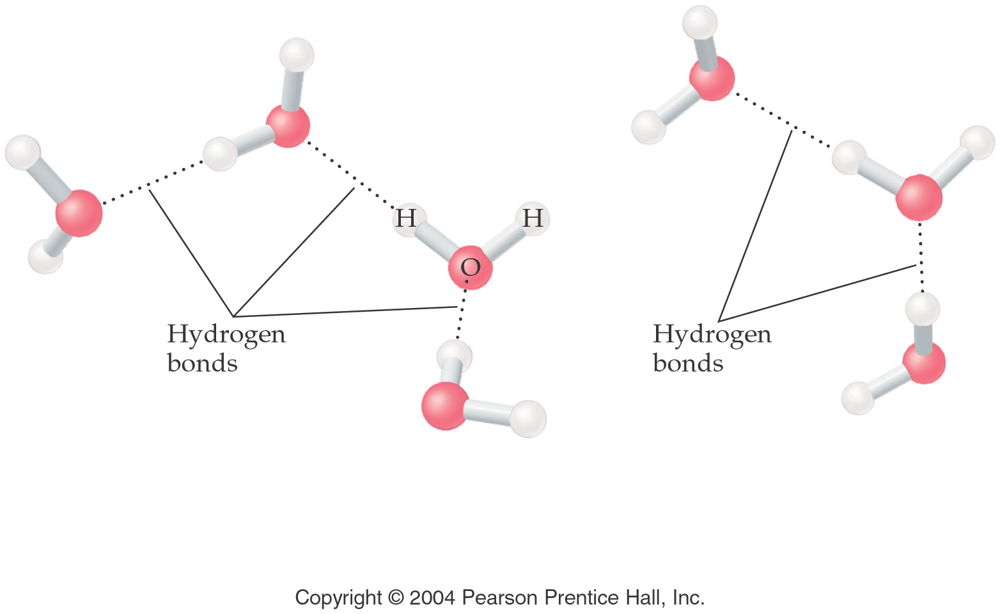 H
H
O
Hydrogen
bonds
Hydrogen
bonds
Copyright © 2004 Pearson Prentice Hall, Inc.